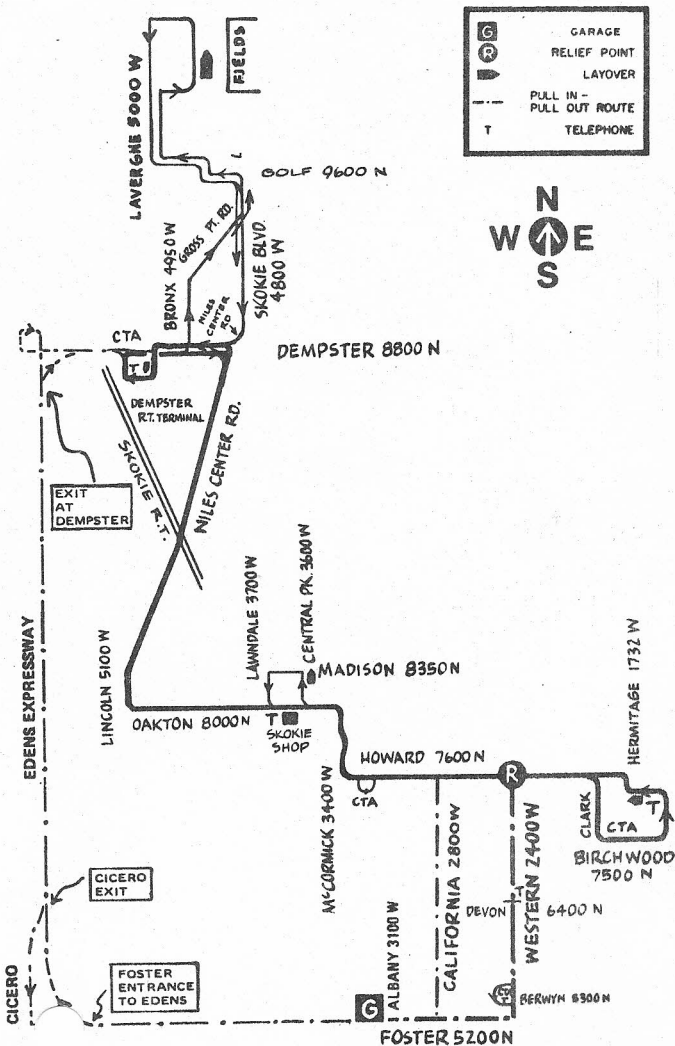 FIELDS
LAVERGNE 5000 W
G GARAGE
R RELIEF POINT
LAYOVER
PULL IN -
PULL OUT ROUTE
T TELEPHONE
L
GOLF 9600 N
N
W E
S
BRONX 4950 W
GROSS PT. RD.
SKOKIE BLVD.
4800 W
NILES
CENTER
RD
CTA
DEMPSTER 8800 N
T
DEMPSTER
R.T. TERMINAL
SKOKIE R.T.
NILES CENTER RD.
EXIT
AT
DEMPSTER
EDENS EXPRESSWAY
LINCOLN 5100 W
LAWNDALE 3700 W
CENTRAL PK. 3600 W
MADISON 8350 N
OAKTON 8000 N
T
SKOKIE
SHOP
HERMITAGE 1732 W
HOWARD 7600 N
R
CTA
McCORMICK 3400 W
CALIFORNIA 2800 W
WESTERN 2400 W
CLARK
T
CTA
BIRCHWOOD
7500 N
CICERO
EXIT
T
DEVON 6400 N
CICERO
FOSTER
ENTRANCE
TO EDENS
G
ALBANY 3100 W
BERWYN 5300 N
FOSTER 5200 N